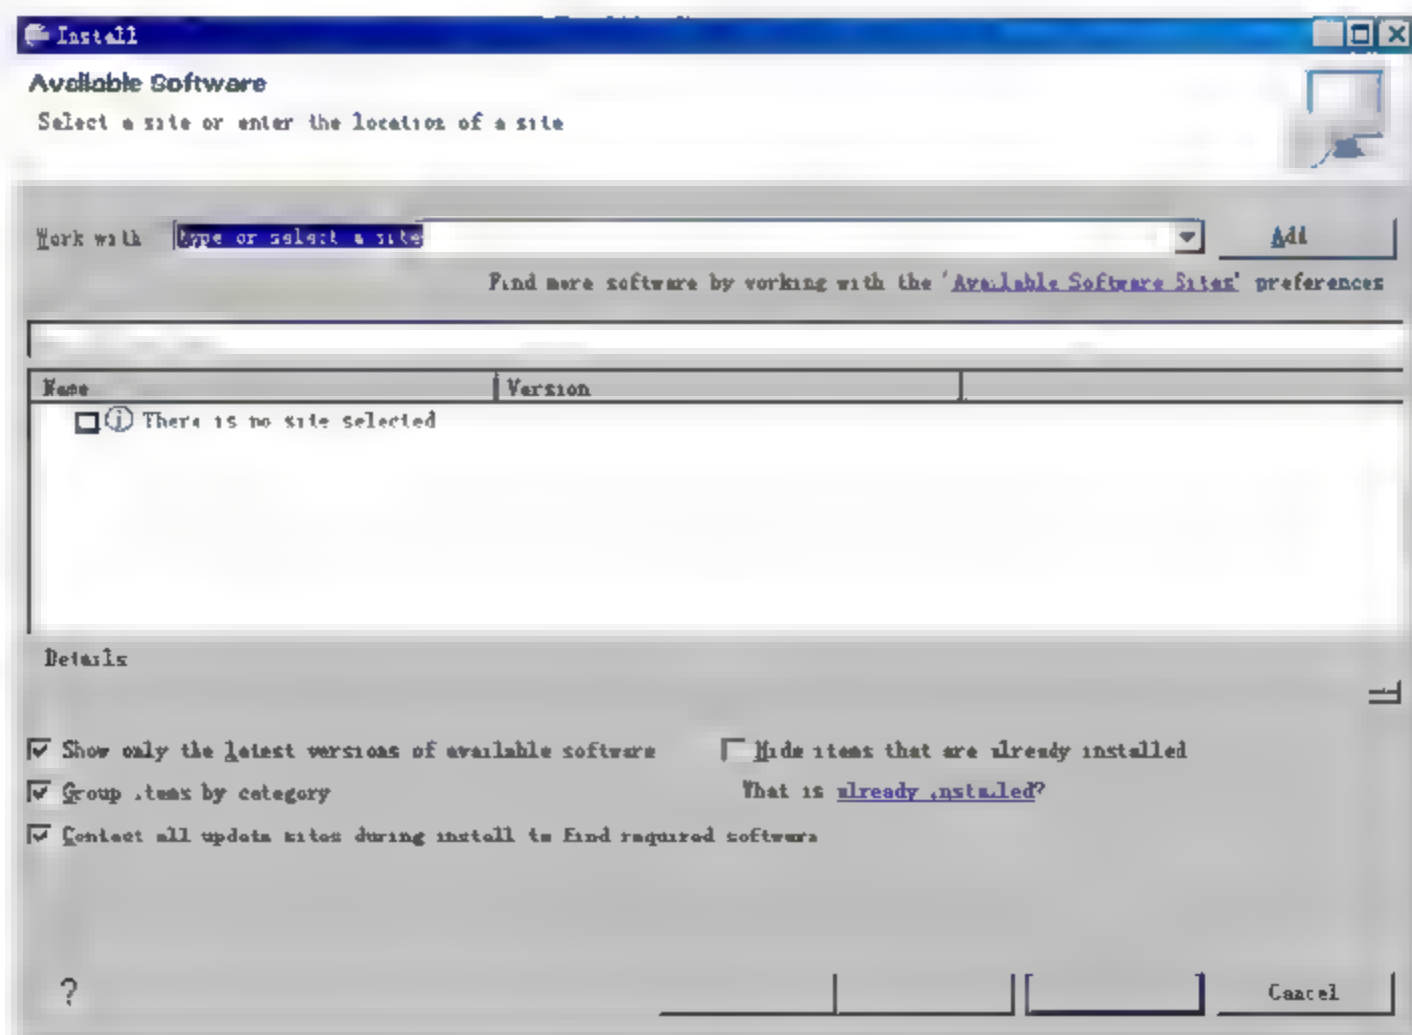 Install
Available Software
Select a site or enter the location of a site
Work with
type or select a site
Add
Find more software by working with the 'Available Software Sites' preferences
Name
Version
There is no site selected
Details
Show only the latest versions of available software
Hide items that are already installed
Group items by category
What is already installed?
Contact all update sites during install to find required software
?
Cancel